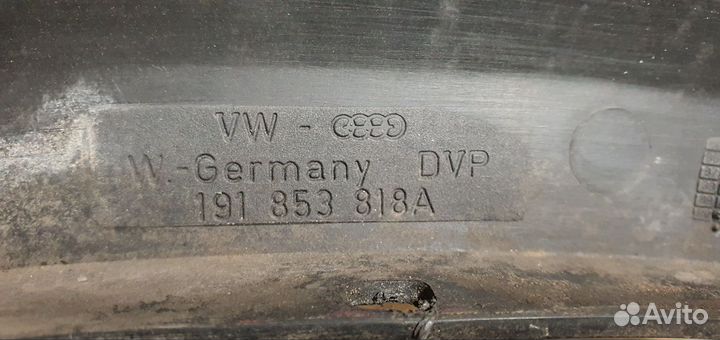 VW -
W.-Germany DVP
191 853 818A
Avito